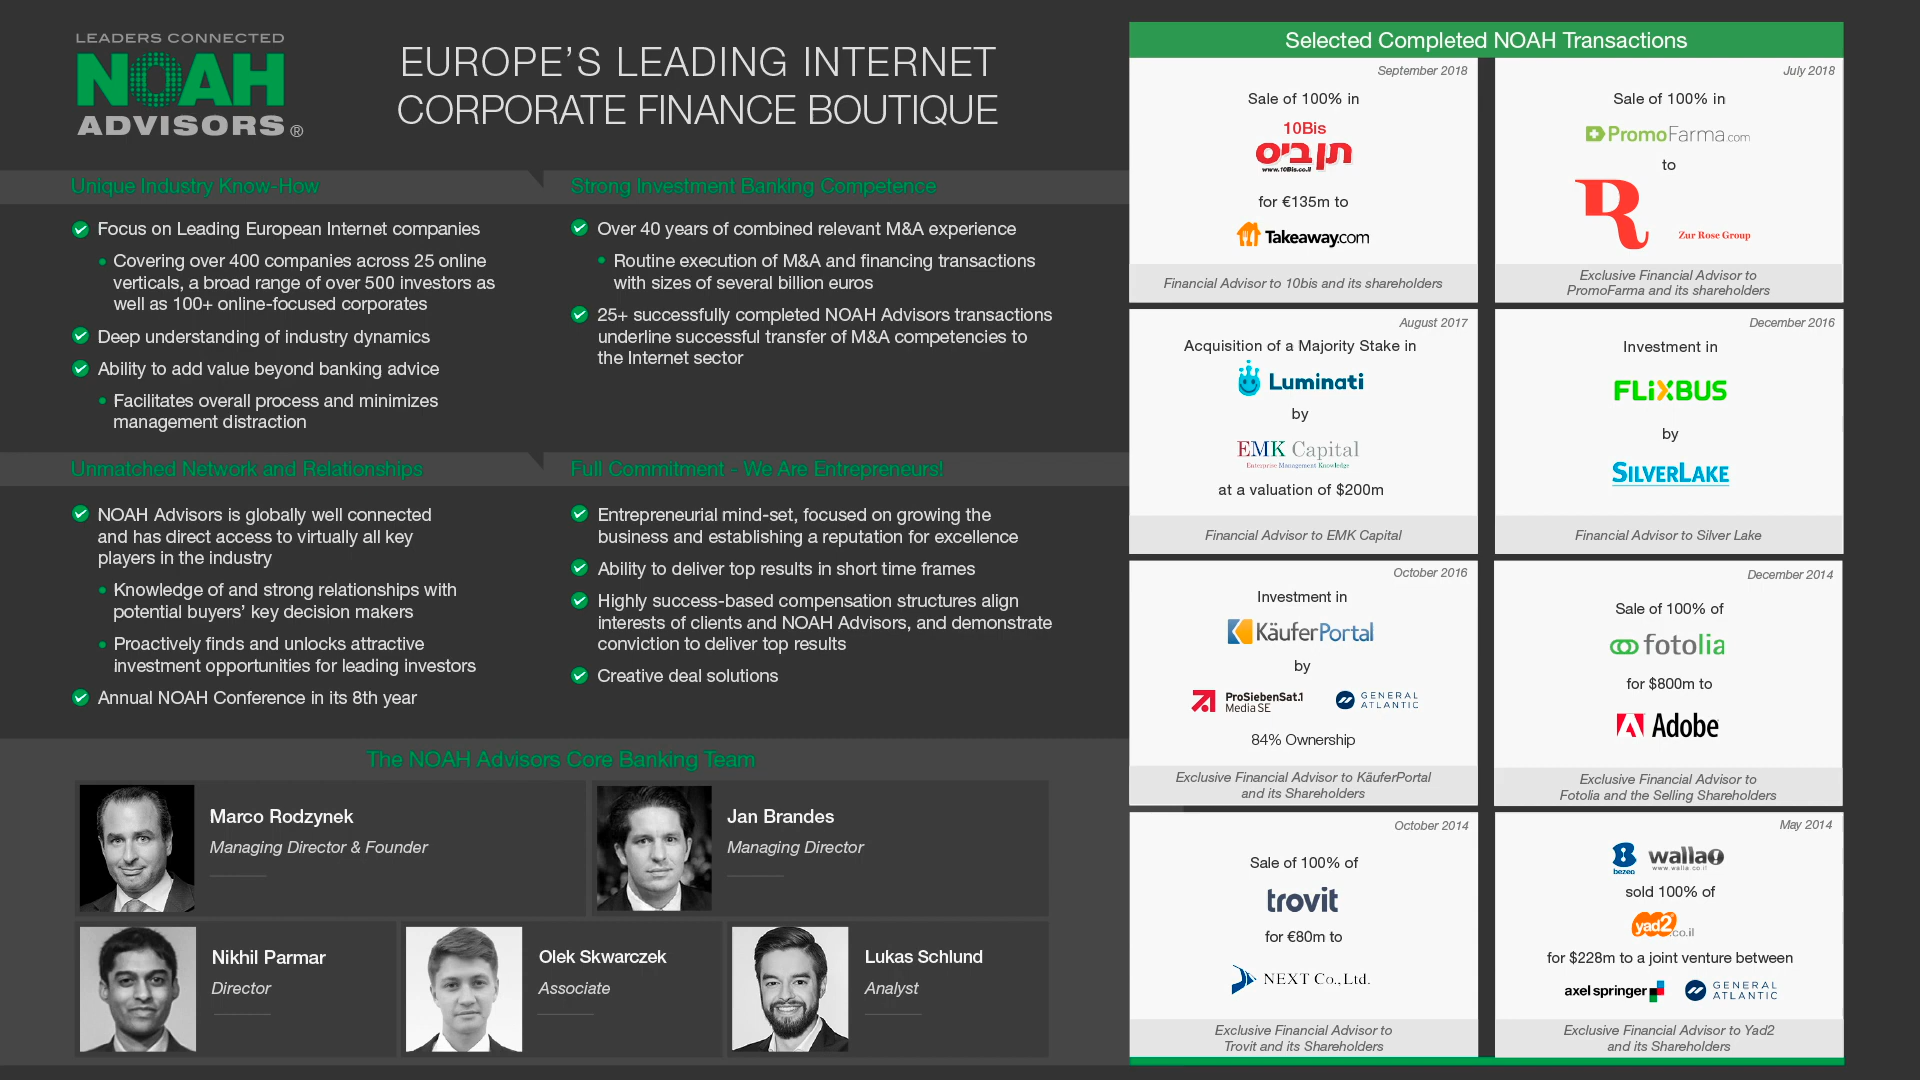 LEADERS CONNECTED
NOAH
ADVISORS ®
EUROPE’S LEADING INTERNET
CORPORATE FINANCE BOUTIQUE
Unique Industry Know-How
Focus on Leading European Internet companies
• Covering over 400 companies across 25 online
verticals, a broad range of over 500 investors as
well as 100+ online-focused corporates
Deep understanding of industry dynamics
Ability to add value beyond banking advice
• Facilitates overall process and minimizes
management distraction
Strong Investment Banking Competence
Over 40 years of combined relevant M&A experience
• Routine execution of M&A and financing transactions
with sizes of several billion euros
25+ successfully completed NOAH Advisors transactions
underline successful transfer of M&A competencies to
the Internet sector
Unmatched Network and Relationships
NOAH Advisors is globally well connected
and has direct access to virtually all key
players in the industry
• Knowledge of and strong relationships with
potential buyers’ key decision makers
• Proactively finds and unlocks attractive
investment opportunities for leading investors
Annual NOAH Conference in its 8th year
Full Commitment - We Are Entrepreneurs!
Entrepreneurial mind-set, focused on growing the
business and establishing a reputation for excellence
Ability to deliver top results in short time frames
Highly success-based compensation structures align
interests of clients and NOAH Advisors, and demonstrate
conviction to deliver top results
Creative deal solutions
The NOAH Advisors Core Banking Team
Marco Rodzynek
Managing Director & Founder
Jan Brandes
Managing Director
Nikhil Parmar
Director
Olek Skwarczek
Associate
Lukas Schlund
Analyst
Selected Completed NOAH Transactions
September 2018
Sale of 100% in
10Bis
תן ביס
www.10Bis.co.il
for €135m to
Takeaway.com
Financial Advisor to 10bis and its shareholders
July 2018
Sale of 100% in
PromoFarma.com
to
R
Zur Rose Group
Exclusive Financial Advisor to
PromoFarma and its shareholders
August 2017
Acquisition of a Majority Stake in
Luminati
by
EMK Capital
Enterprise Management Knowledge
at a valuation of $200m
Financial Advisor to EMK Capital
December 2016
Investment in
FLiXBUS
by
SILVERLAKE
Financial Advisor to Silver Lake
October 2016
Investment in
KäuferPortal
by
ProSiebenSat.1
Media SE
GENERAL
ATLANTIC
84% Ownership
Exclusive Financial Advisor to KäuferPortal
and its Shareholders
December 2014
Sale of 100% of
fotolia
for $800m to
Adobe
Exclusive Financial Advisor to
Fotolia and the Selling Shareholders
October 2014
Sale of 100% of
trovit
for €80m to
NEXT Co., Ltd.
Exclusive Financial Advisor to
Trovit and its Shareholders
May 2014
bezeq
walla!
www.walla.co.il
sold 100% of
yad2.co.il
for $228m to a joint venture between
axel springer
GENERAL
ATLANTIC
Exclusive Financial Advisor to Yad2
and its Shareholders